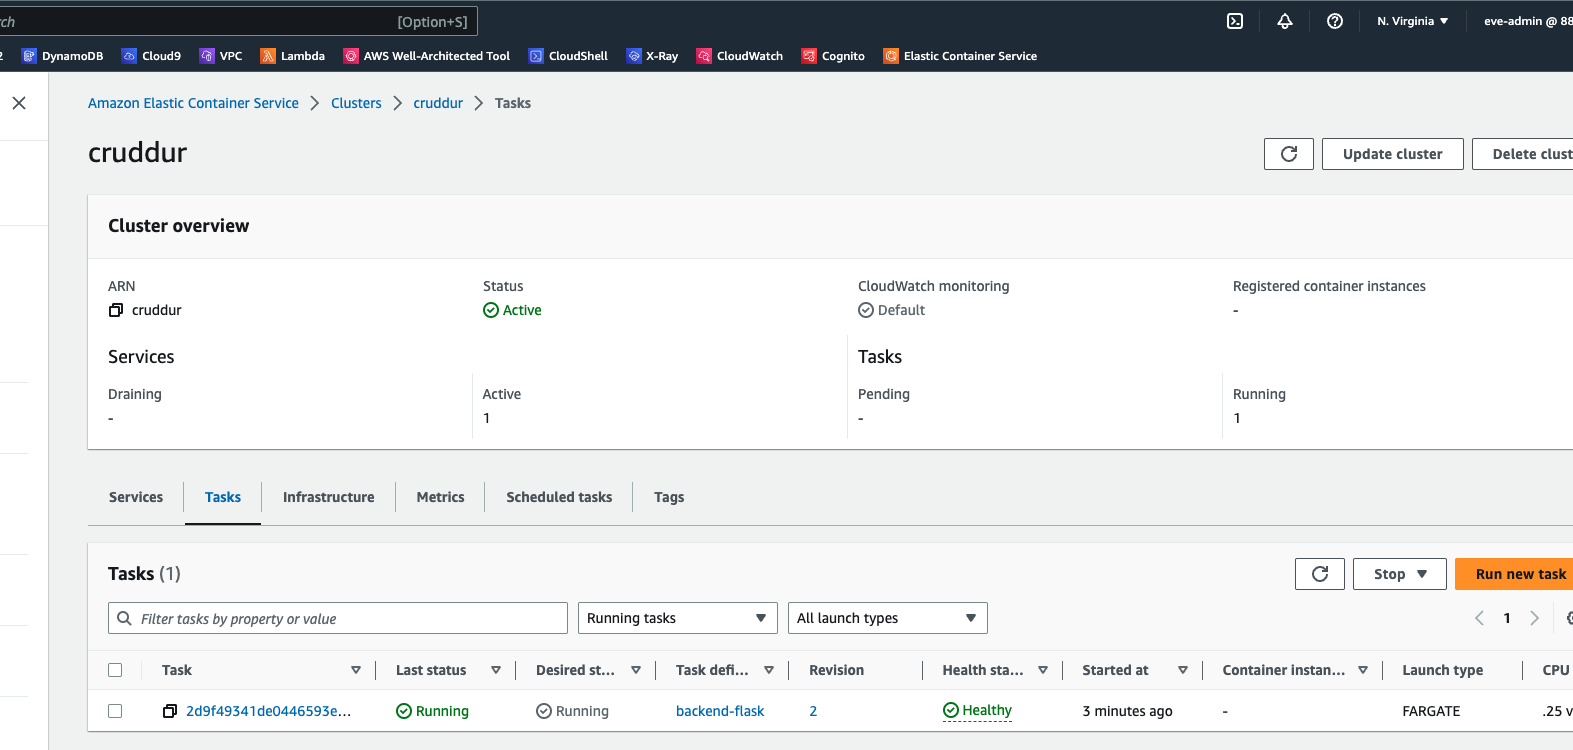 rch [Option+S] N. Virginia eve-admin @ 88
2 DynamoDB Cloud9 VPC Lambda AWS Well-Architected Tool CloudShell X-Ray CloudWatch Cognito Elastic Container Service
Amazon Elastic Container Service > Clusters > cruddur > Tasks
cruddur
Update cluster Delete clust
Cluster overview
ARN Status CloudWatch monitoring Registered container instances
cruddur Active Default -
Services Tasks
Draining Active Pending Running
- 1 - 1
Services Tasks Infrastructure Metrics Scheduled tasks Tags
Tasks (1) Stop Run new task
Filter tasks by property or value Running tasks All launch types < 1 >
Task Last status Desired st... Task defi... Revision Health sta... Started at Container instan... Launch type CPU
2d9f49341de0446593e... Running Running backend-flask 2 Healthy 3 minutes ago - FARGATE .25 v